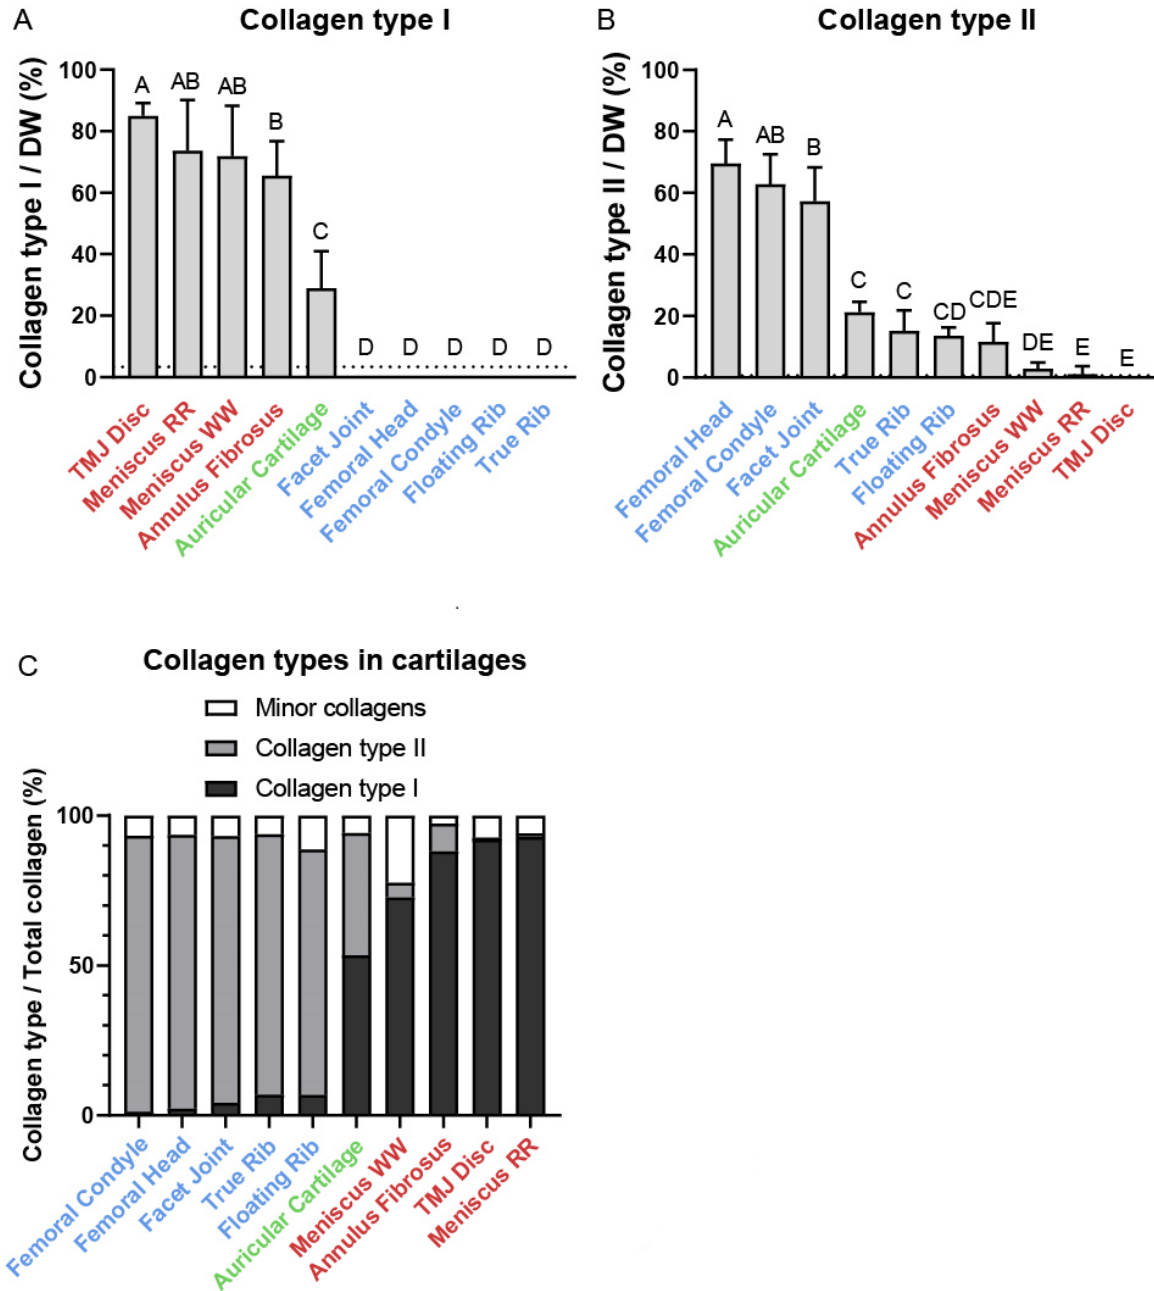 A
Collagen type I
Collagen type I / DW (%)
100
80
60
40
20
0
A
AB
AB
B
C
D
D
D
D
D
TMJ Disc
Meniscus RR
Meniscus WW
Annulus Fibrosus
Auricular Cartilage
Facet Joint
Femoral Head
Femoral Condyle
Floating Rib
True Rib
B
Collagen type II
Collagen type II / DW (%)
100
80
60
40
20
0
A
AB
B
C
C
CD
CDE
DE
E
E
Femoral Head
Femoral Condyle
Facet Joint
Auricular Cartilage
True Rib
Floating Rib
Annulus Fibrosus
Meniscus WW
Meniscus RR
TMJ Disc
C
Collagen types in cartilages
Minor collagens
Collagen type II
Collagen type I
Collagen type / Total collagen (%)
100
50
0
Femoral Condyle
Femoral Head
Facet Joint
True Rib
Floating Rib
Auricular Cartilage
Meniscus WW
Annulus Fibrosus
TMJ Disc
Meniscus RR